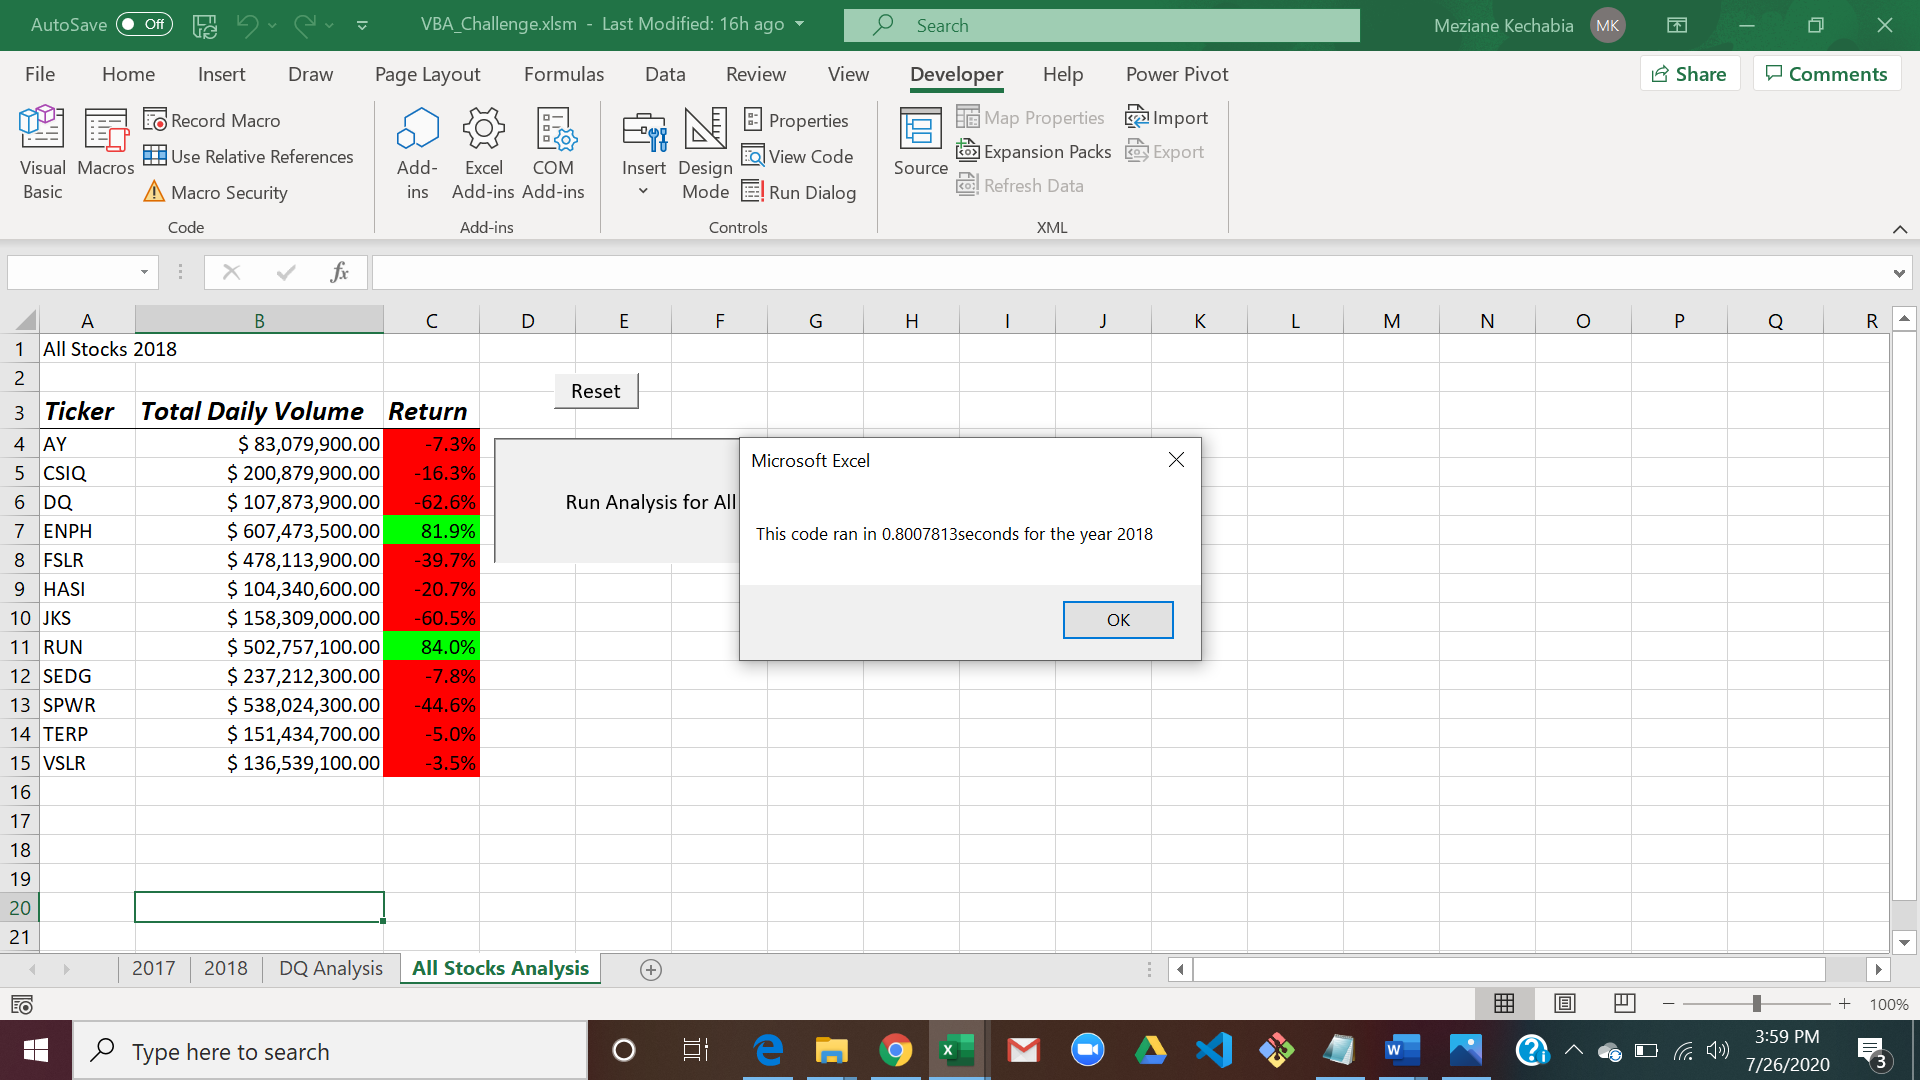 AutoSave Off VBA_Challenge.xlsm - Last Modified: 16h ago Search Meziane Kechabia MK
File Home Insert Draw Page Layout Formulas Data Review View Developer Help Power Pivot Share Comments
Visual Basic
Macros
Record Macro
Use Relative References
Macro Security
Code
Add-ins
Excel Add-ins
COM Add-ins
Add-ins
Insert
Design Mode
Properties
View Code
Run Dialog
Controls
Source
Map Properties
Expansion Packs
Refresh Data
Import
Export
XML
fx
A B C D E F G H I J K L M N O P Q R
1 All Stocks 2018
2
Reset
3 Ticker Total Daily Volume Return
4 AY $ 83,079,900.00 -7.3%
5 CSIQ $ 200,879,900.00 -16.3%
6 DQ $ 107,873,900.00 -62.6%
7 ENPH $ 607,473,500.00 81.9%
8 FSLR $ 478,113,900.00 -39.7%
9 HASI $ 104,340,600.00 -20.7%
10 JKS $ 158,309,000.00 -60.5%
11 RUN $ 502,757,100.00 84.0%
12 SEDG $ 237,212,300.00 -7.8%
13 SPWR $ 538,024,300.00 -44.6%
14 TERP $ 151,434,700.00 -5.0%
15 VSLR $ 136,539,100.00 -3.5%
16
17
18
19
20
21
Run Analysis for All
Microsoft Excel
This code ran in 0.8007813seconds for the year 2018
OK
2017 2018 DQ Analysis All Stocks Analysis
100%
Type here to search
3:59 PM
7/26/2020
3